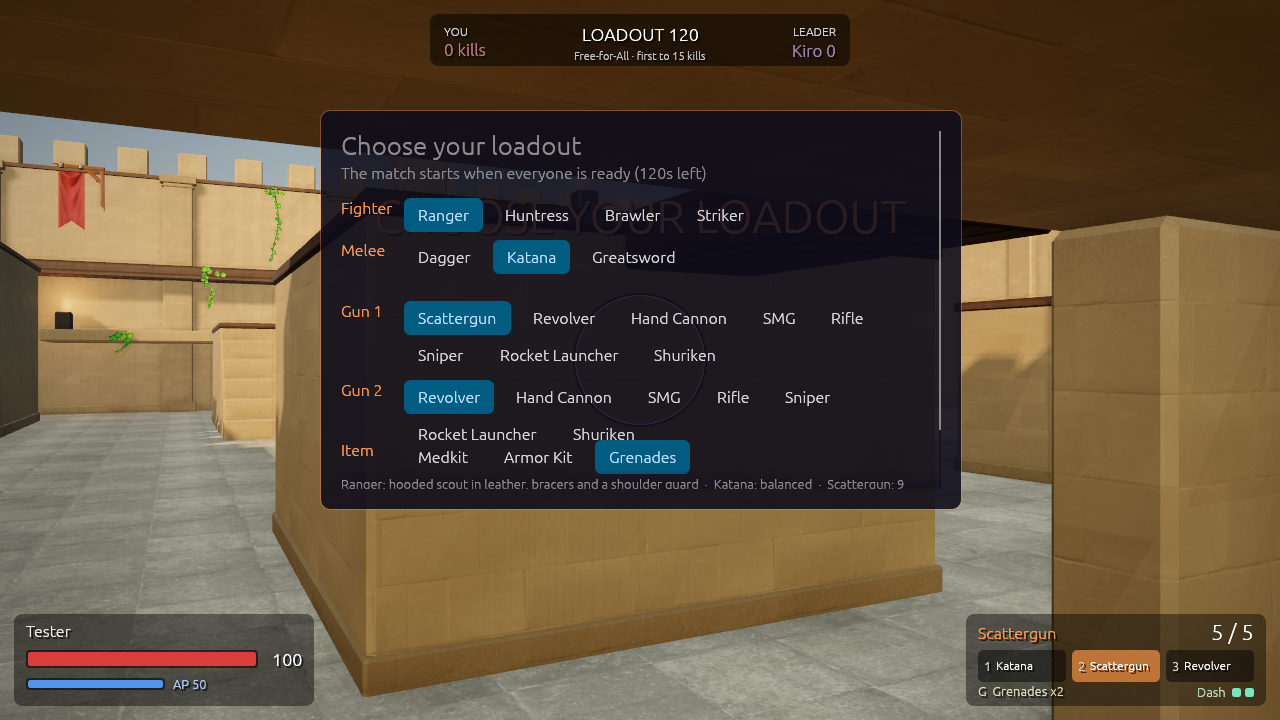 YOU
LOADOUT 120
LEADER
0 kills
Free-for-All · first to 15 kills
Kiro 0
Choose your loadout
The match starts when everyone is ready (120s left)
CHOOSE YOUR LOADOUT
Fighter Ranger Huntress Brawler Striker
Melee Dagger Katana Greatsword
Gun 1 Scattergun Revolver Hand Cannon SMG Rifle
Sniper Rocket Launcher Shuriken
Gun 2 Revolver Hand Cannon SMG Rifle Sniper
Rocket Launcher Shuriken
Item Medkit Armor Kit Grenades
Ranger: hooded scout in leather, bracers and a shoulder guard · Katana: balanced · Scattergun: 9
Tester
100
AP 50
Scattergun 5 / 5
1 Katana 2 Scattergun 3 Revolver
G Grenades x2 Dash